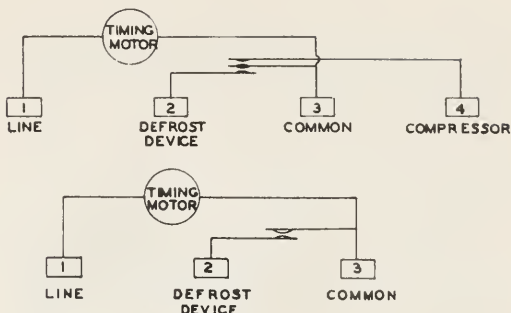 TIMING
MOTOR
1
2
3
4
LINE
DEFROST
DEVICE
COMMON
COMPRESSOR
TIMING
MOTOR
1
2
3
LINE
DEFROST
DEVICE
COMMON